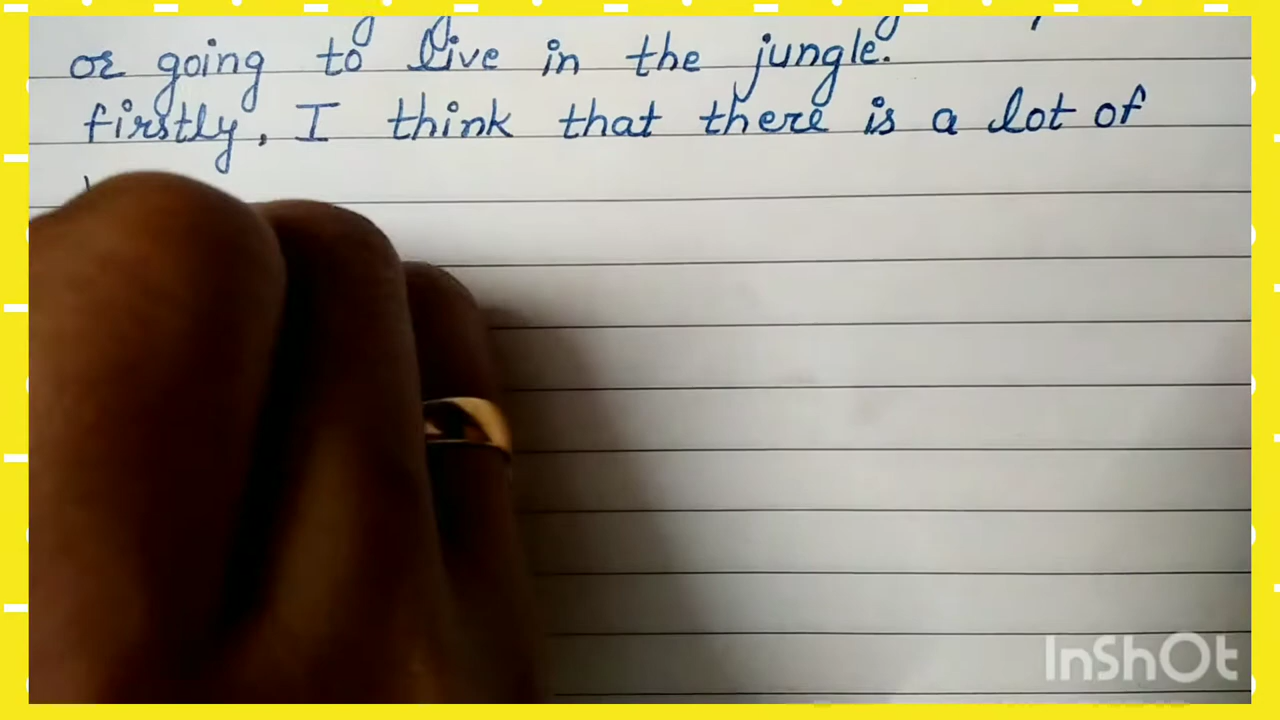 or going to live in the jungle.
firstly, I think that there is a lot of
InShOt